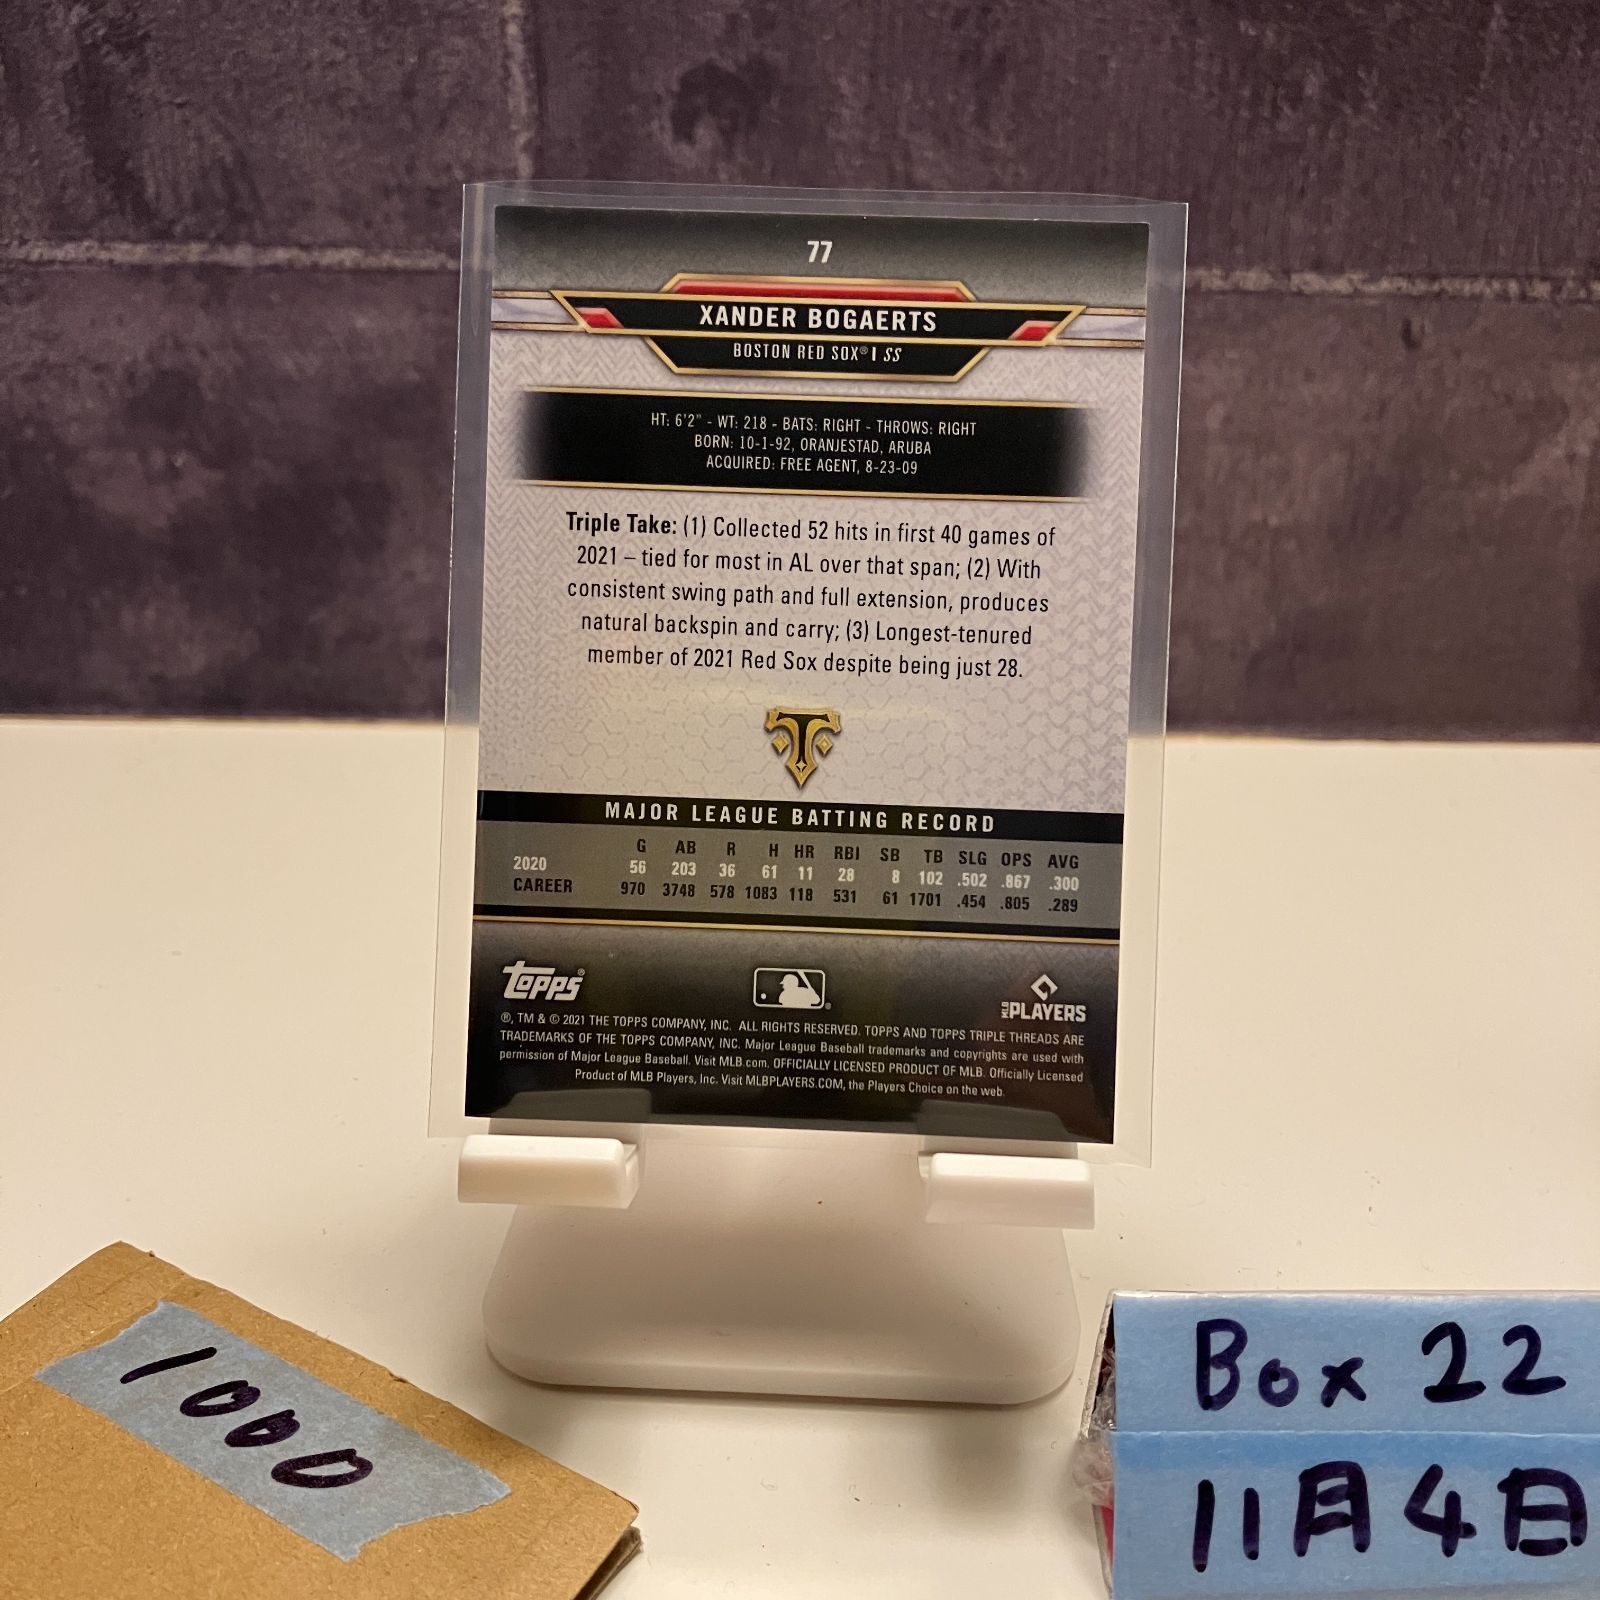 77
XANDER BOGAERTS
BOSTON RED SOX® | SS
HT: 6'2" - WT: 218 - BATS: RIGHT - THROWS: RIGHT
BORN: 10-1-92, ORANJESTAD, ARUBA
ACQUIRED: FREE AGENT, 8-23-09
Triple Take: (1) Collected 52 hits in first 40 games of
2021 – tied for most in AL over that span; (2) With
consistent swing path and full extension, produces
natural backspin and carry; (3) Longest-tenured
member of 2021 Red Sox despite being just 28.
T
MAJOR LEAGUE BATTING RECORD
G AB R H HR RBI SB TB SLG OPS AVG
2020 56 203 36 61 11 28 8 102 .502 .867 .300
CAREER 970 3748 578 1083 118 531 61 1701 .454 .805 .289
Topps®
MLB PLAYERS
®, TM & © 2021 THE TOPPS COMPANY, INC. ALL RIGHTS RESERVED. TOPPS AND TOPPS TRIPLE THREADS ARE
TRADEMARKS OF THE TOPPS COMPANY, INC. Major League Baseball trademarks and copyrights are used with
permission of Major League Baseball. Visit MLB.com. OFFICIALLY LICENSED PRODUCT OF MLB. Officially Licensed
Product of MLB Players, Inc. Visit MLBPLAYERS.COM, the Players Choice on the web.
1000
Box 22
11月4日